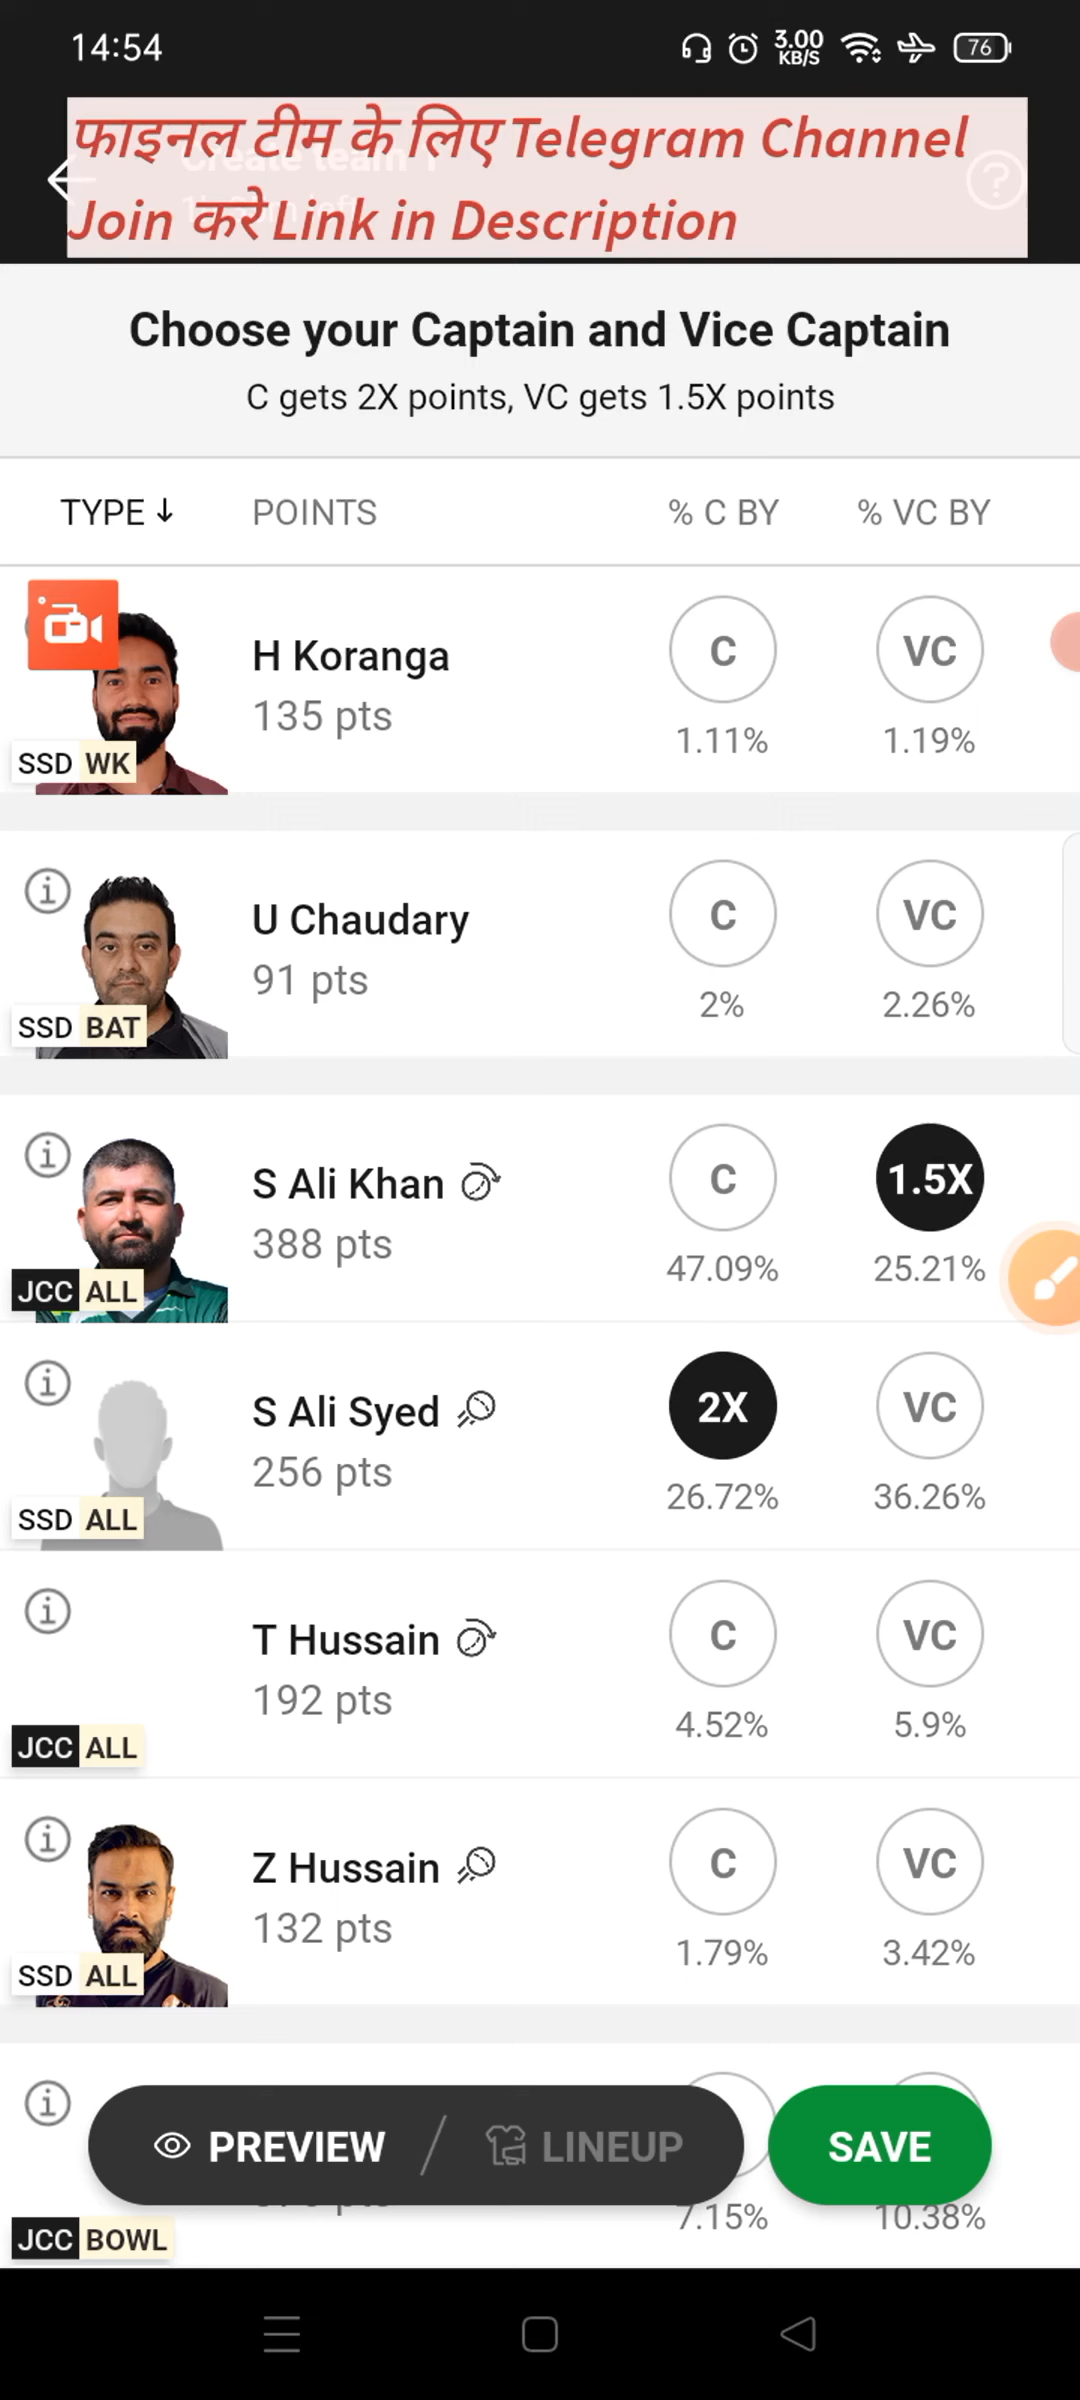 14:54
3.00
KB/S
76
फाइनल टीम के लिए Telegram Channel
Join करे Link in Description
Create team 1
Choose your Captain and Vice Captain
C gets 2X points, VC gets 1.5X points
TYPE ↓ POINTS % C BY % VC BY
H Koranga
135 pts
C VC
1.11% 1.19%
SSD WK
U Chaudary
91 pts
C VC
2% 2.26%
SSD BAT
S Ali Khan
388 pts
C 1.5X
47.09% 25.21%
JCC ALL
S Ali Syed
256 pts
2X VC
26.72% 36.26%
SSD ALL
T Hussain
192 pts
C VC
4.52% 5.9%
JCC ALL
Z Hussain
132 pts
C VC
1.79% 3.42%
SSD ALL
PREVIEW / LINEUP SAVE
7.15% 10.38%
JCC BOWL